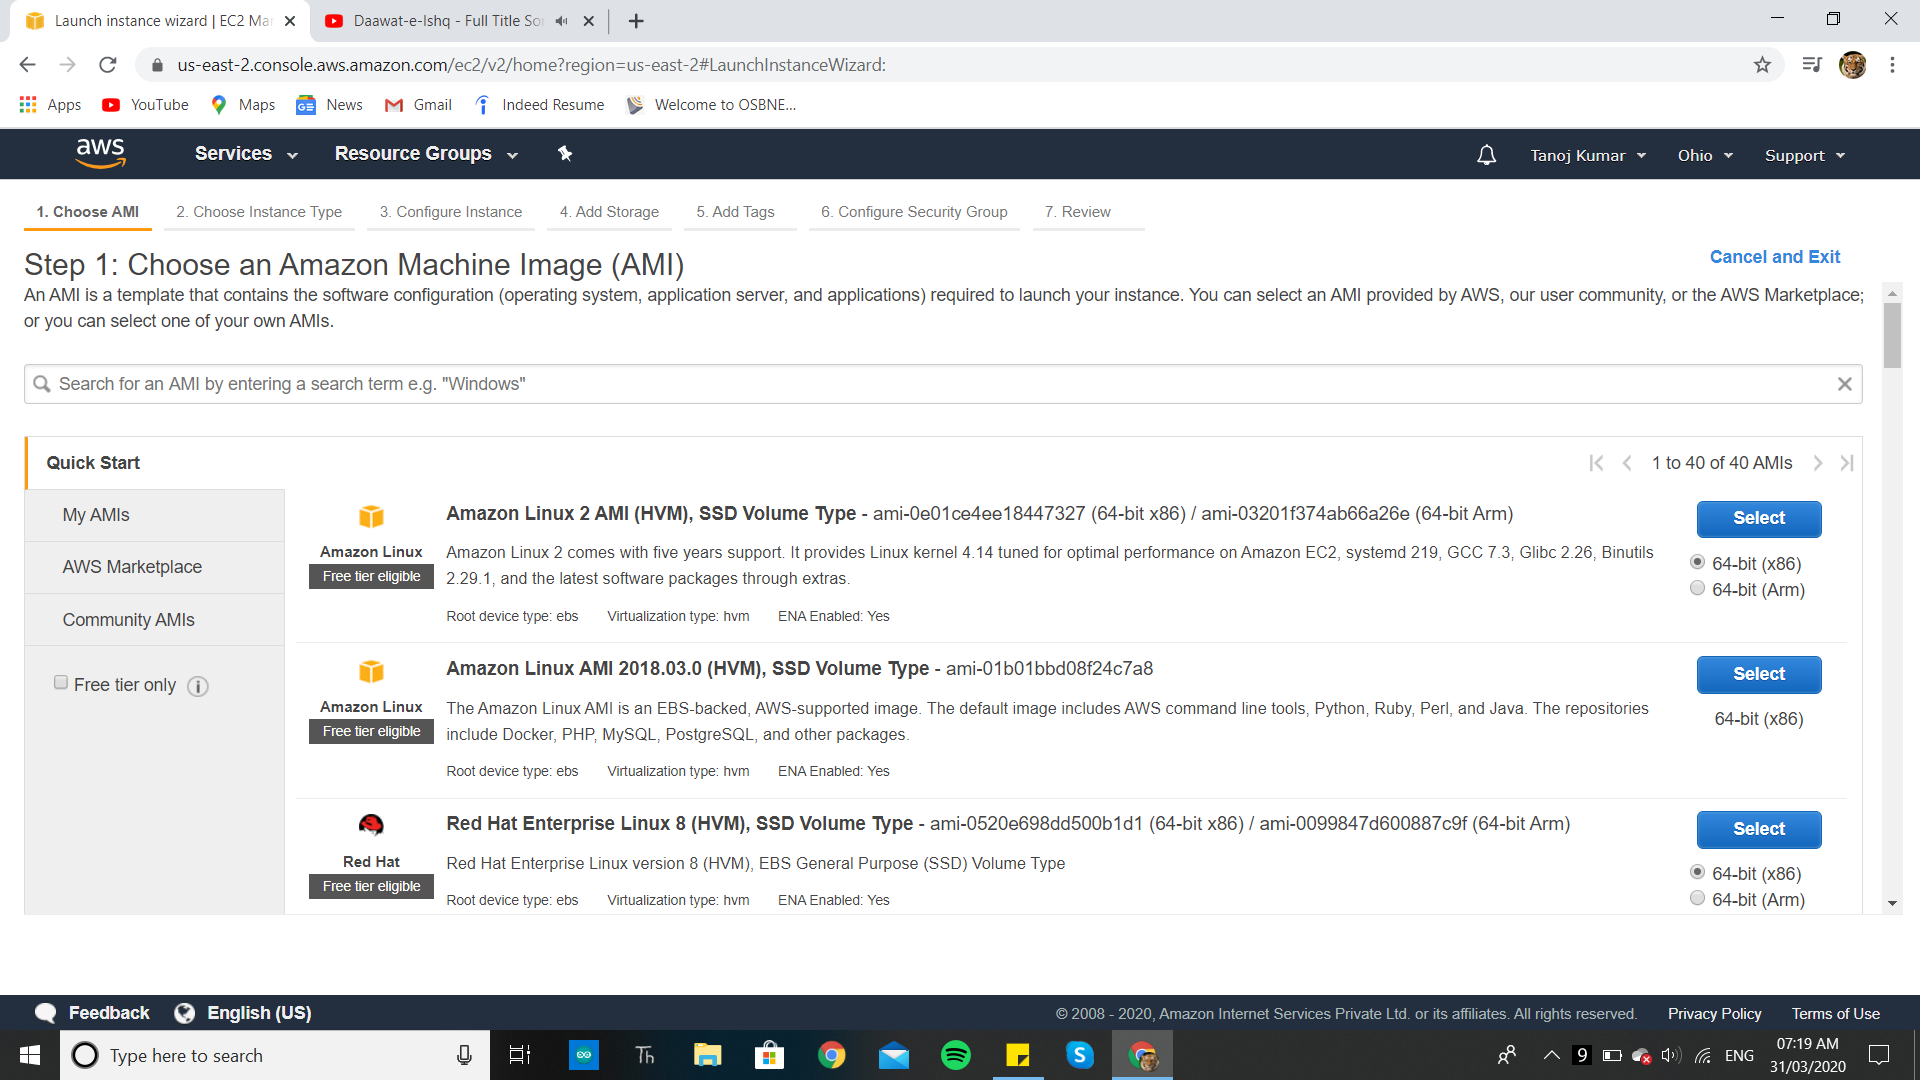 Launch instance wizard | EC2 Mar
Daawat-e-Ishq - Full Title So
us-east-2.console.aws.amazon.com/ec2/v2/home?region=us-east-2#LaunchInstanceWizard:
Apps YouTube Maps News Gmail Indeed Resume Welcome to OSBNE...
aws Services Resource Groups Tanoj Kumar Ohio Support
1. Choose AMI 2. Choose Instance Type 3. Configure Instance 4. Add Storage 5. Add Tags 6. Configure Security Group 7. Review
Step 1: Choose an Amazon Machine Image (AMI)
Cancel and Exit
An AMI is a template that contains the software configuration (operating system, application server, and applications) required to launch your instance. You can select an AMI provided by AWS, our user community, or the AWS Marketplace;
or you can select one of your own AMIs.
Search for an AMI by entering a search term e.g. "Windows"
Quick Start
1 to 40 of 40 AMIs
My AMIs
AWS Marketplace
Community AMIs
Free tier only
Amazon Linux
Free tier eligible
Amazon Linux 2 AMI (HVM), SSD Volume Type - ami-0e01ce4ee18447327 (64-bit x86) / ami-03201f374ab66a26e (64-bit Arm)
Amazon Linux 2 comes with five years support. It provides Linux kernel 4.14 tuned for optimal performance on Amazon EC2, systemd 219, GCC 7.3, Glibc 2.26, Binutils
2.29.1, and the latest software packages through extras.
Root device type: ebs Virtualization type: hvm ENA Enabled: Yes
Select
64-bit (x86)
64-bit (Arm)
Amazon Linux
Free tier eligible
Amazon Linux AMI 2018.03.0 (HVM), SSD Volume Type - ami-01b01bbd08f24c7a8
The Amazon Linux AMI is an EBS-backed, AWS-supported image. The default image includes AWS command line tools, Python, Ruby, Perl, and Java. The repositories
include Docker, PHP, MySQL, PostgreSQL, and other packages.
Root device type: ebs Virtualization type: hvm ENA Enabled: Yes
Select
64-bit (x86)
Red Hat
Free tier eligible
Red Hat Enterprise Linux 8 (HVM), SSD Volume Type - ami-0520e698dd500b1d1 (64-bit x86) / ami-0099847d600887c9f (64-bit Arm)
Red Hat Enterprise Linux version 8 (HVM), EBS General Purpose (SSD) Volume Type
Root device type: ebs Virtualization type: hvm ENA Enabled: Yes
Select
64-bit (x86)
64-bit (Arm)
Feedback English (US)
© 2008 - 2020, Amazon Internet Services Private Ltd. or its affiliates. All rights reserved. Privacy Policy Terms of Use
Type here to search
Th
9
ENG
07:19 AM
31/03/2020